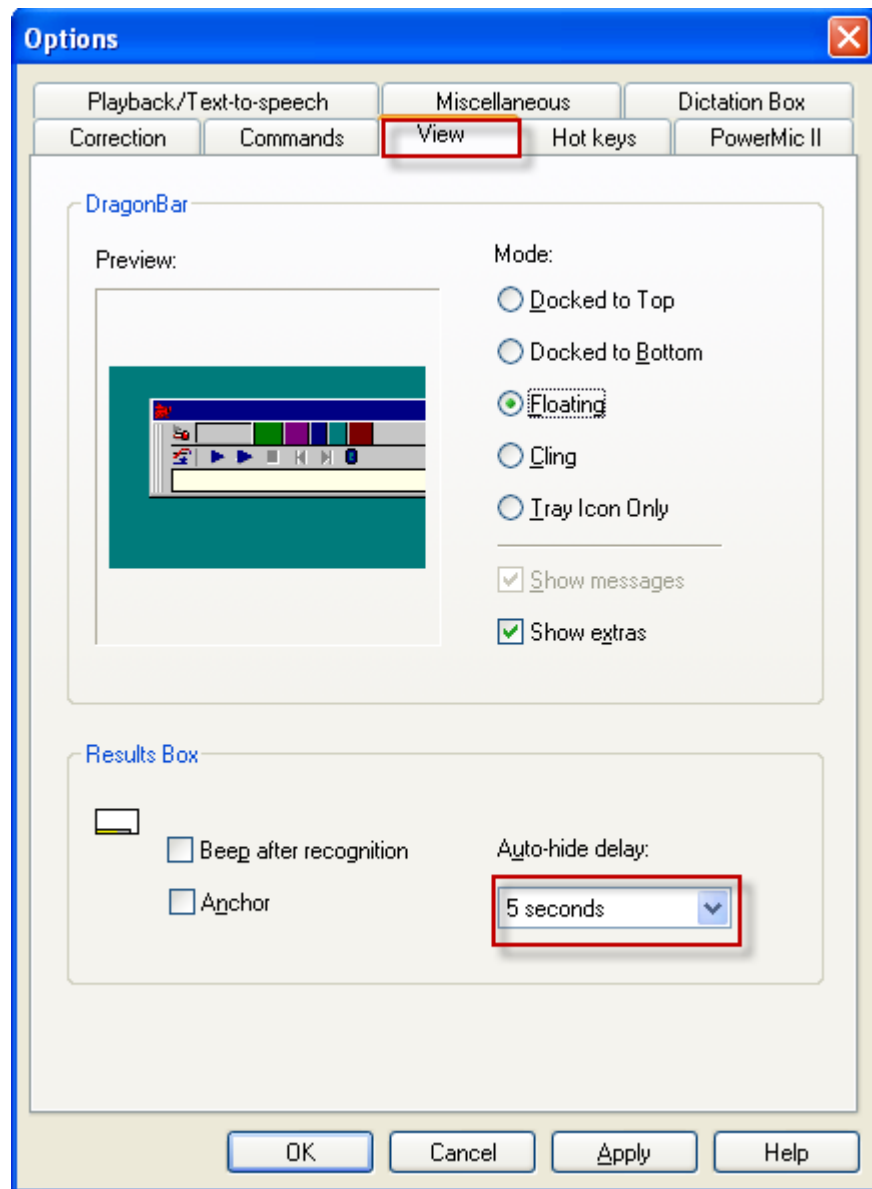 Options
Playback/Text-to-speech Miscellaneous Dictation Box
Correction Commands View Hot keys PowerMic II
DragonBar
Preview:
Mode:
Docked to Top
Docked to Bottom
Floating
Cling
Tray Icon Only
Show messages
Show extras
Results Box
Beep after recognition
Anchor
Auto-hide delay:
5 seconds
OK Cancel Apply Help